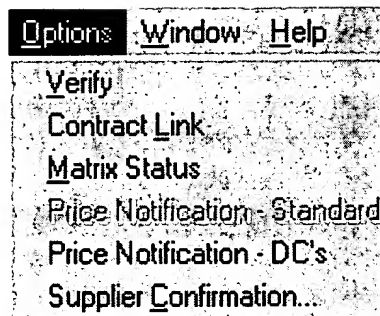 Options Window Help
Verify
Contract Link
Matrix Status
Price Notification - Standard
Price Notification - DC's
Supplier Confirmation...